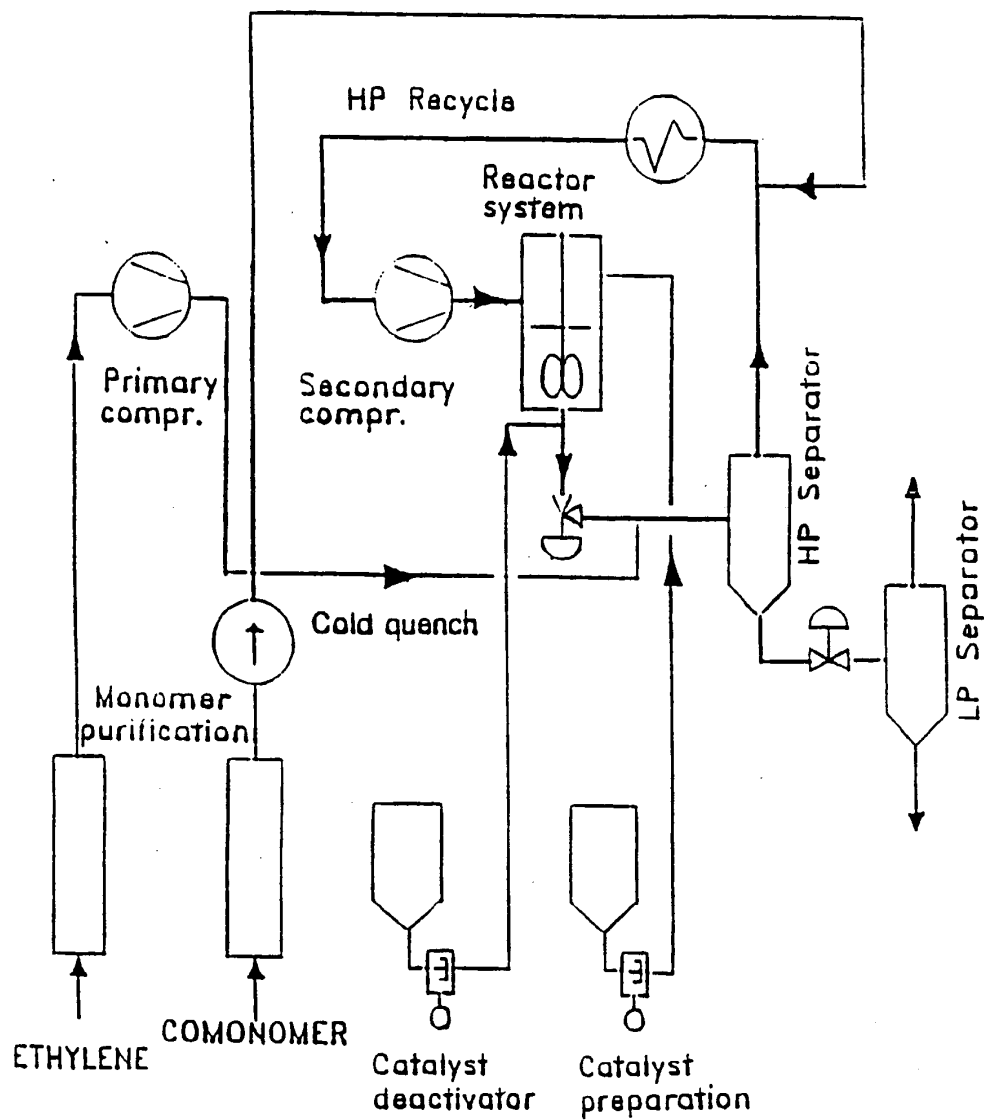 HP Recycle
Reactor
system
Primary
compr.
Secondary
compr.
HP Separator
LP Separator
Cold quench
Monomer
purification
ETHYLENE
COMONOMER
Catalyst
deactivator
Catalyst
preparation